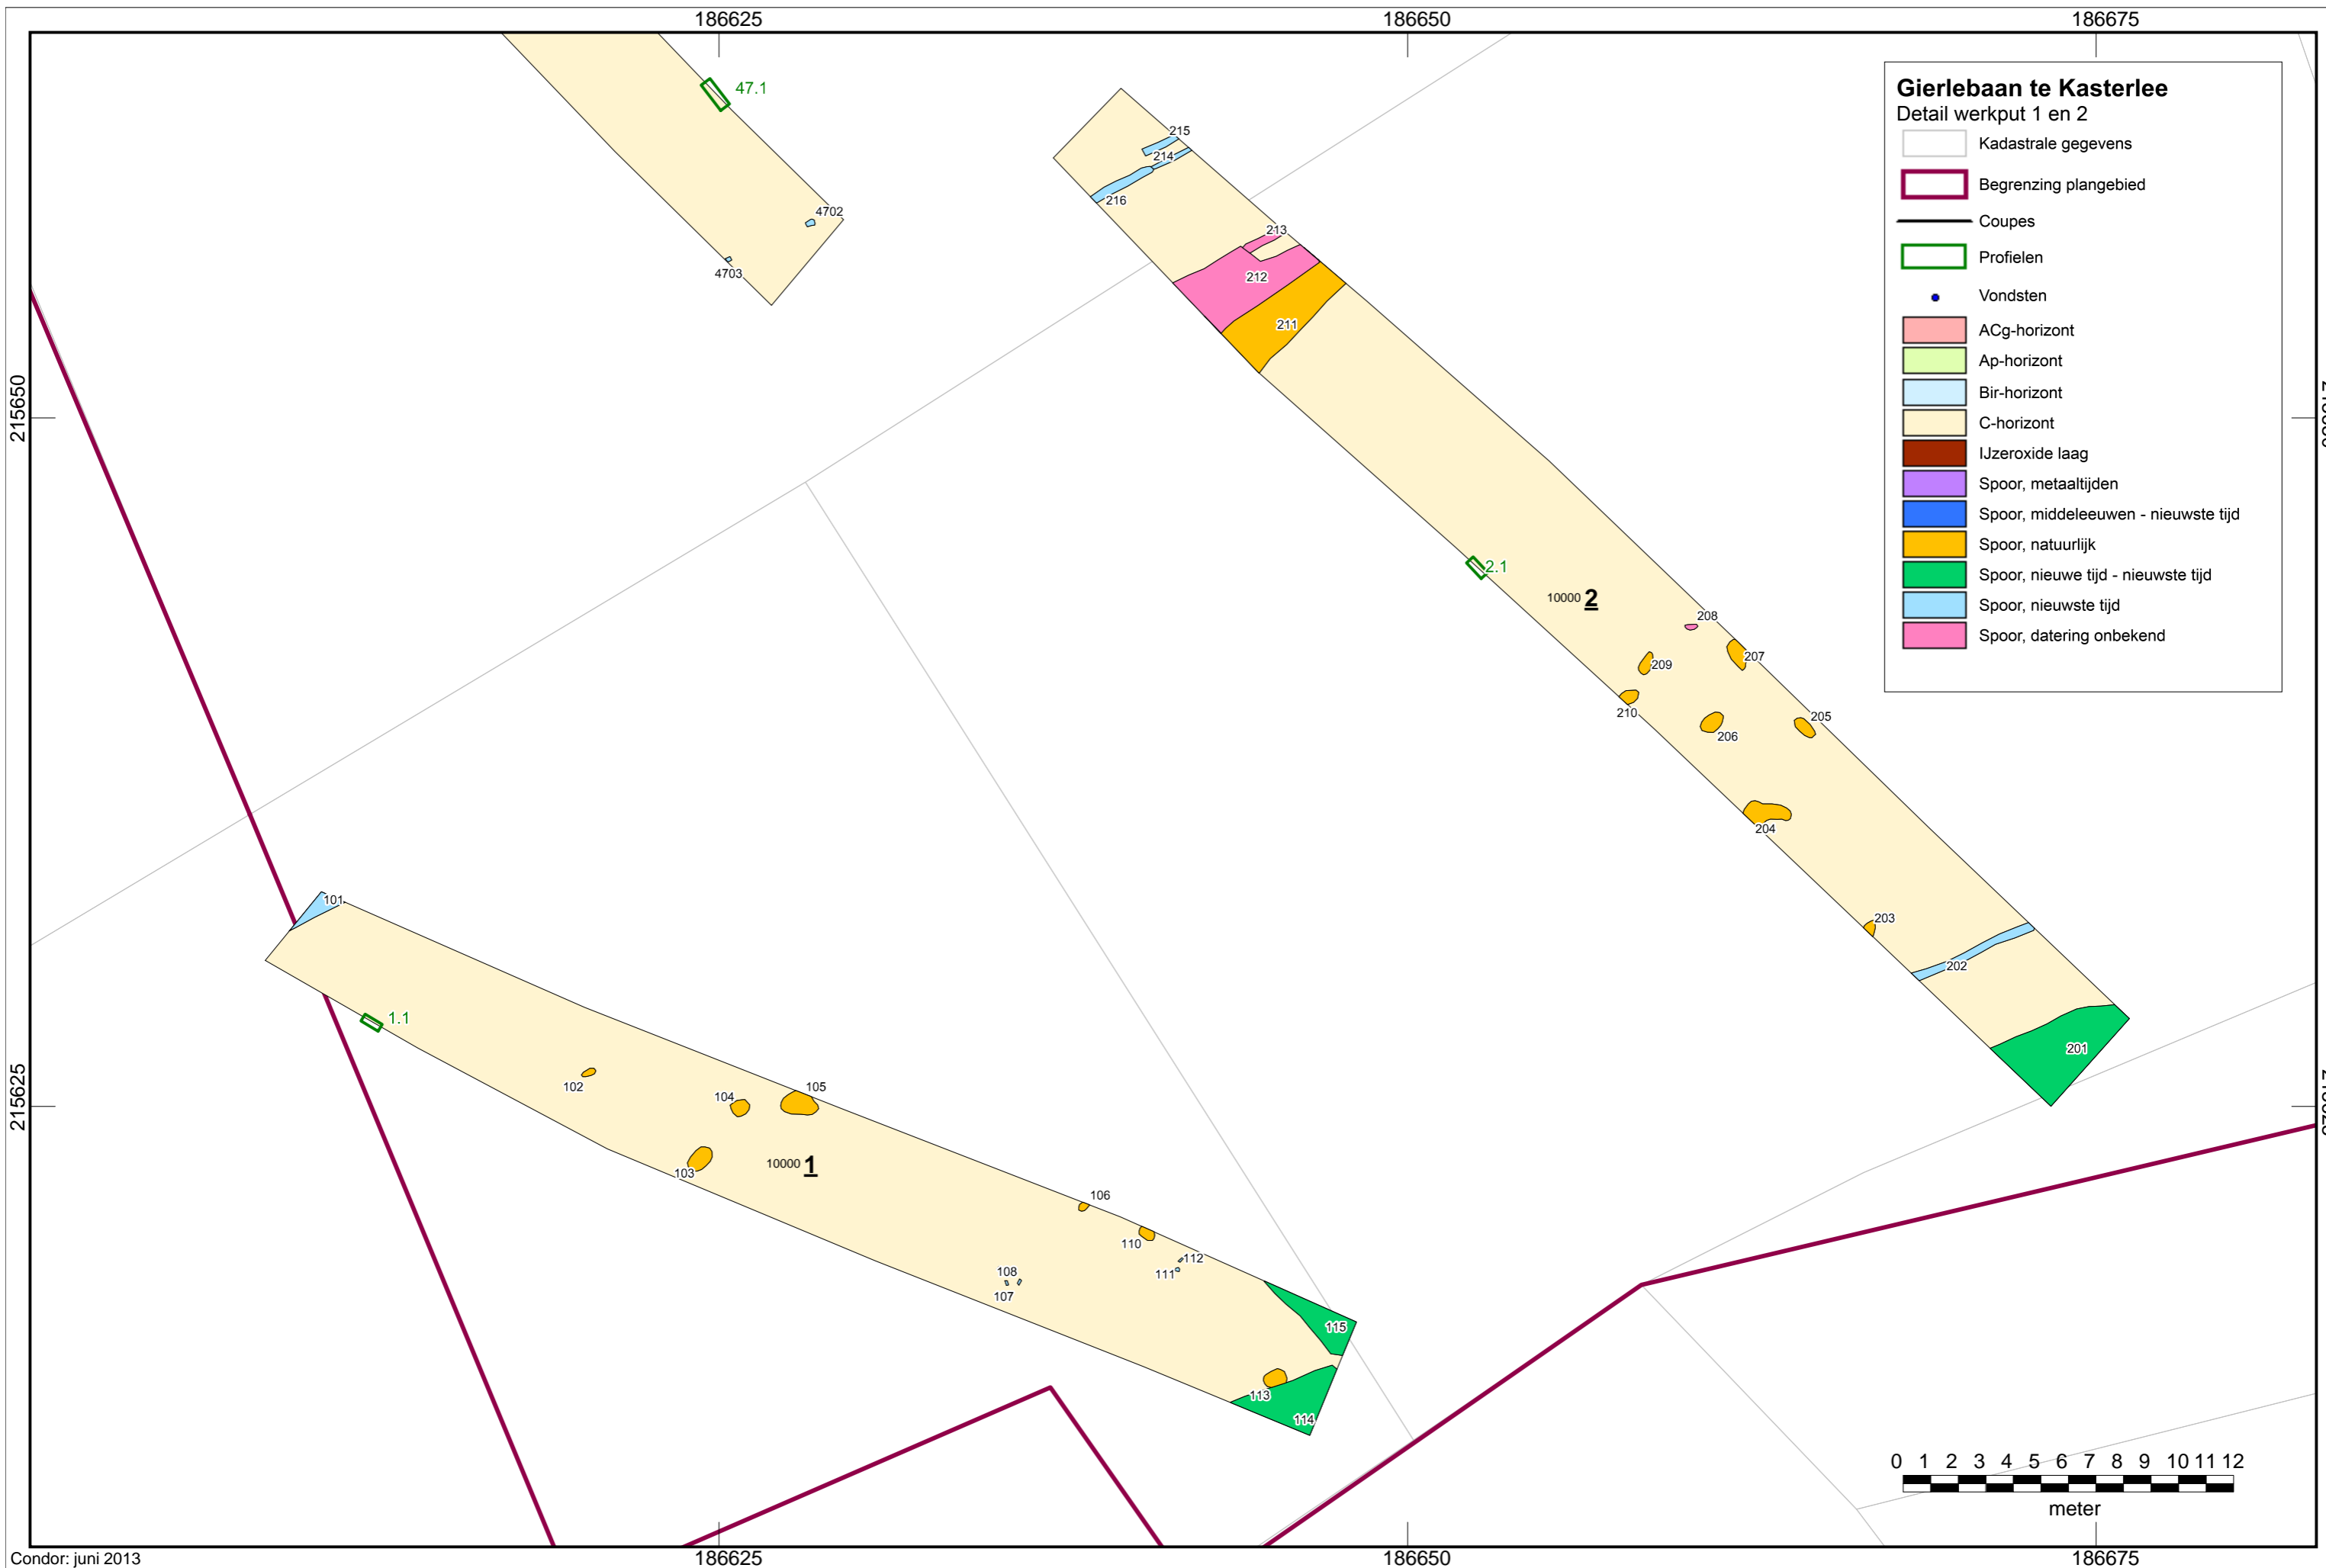 186625
186650
186675
Gierlebaan te Kasterlee
Detail werkput 1 en 2
Kadastrale gegevens
Begrenzing plangebied
Coupes
Profielen
Vondsten
ACg-horizont
Ap-horizont
Bir-horizont
C-horizont
IJzeroxide laag
Spoor, metaaltijden
Spoor, middeleeuwen - nieuwste tijd
Spoor, natuurlijk
Spoor, nieuwe tijd - nieuwste tijd
Spoor, nieuwste tijd
Spoor, datering onbekend
47.1
4702
4703
215
214
216
213
212
211
215650
2.1
10000 2
208
207
209
210
206
205
204
203
202
201
101
1.1
215625
102
104
105
103
10000 1
106
110
112
111
108
107
115
113
114
0 1 2 3 4 5 6 7 8 9 10 11 12
meter
Condor: juni 2013
186625
186650
186675